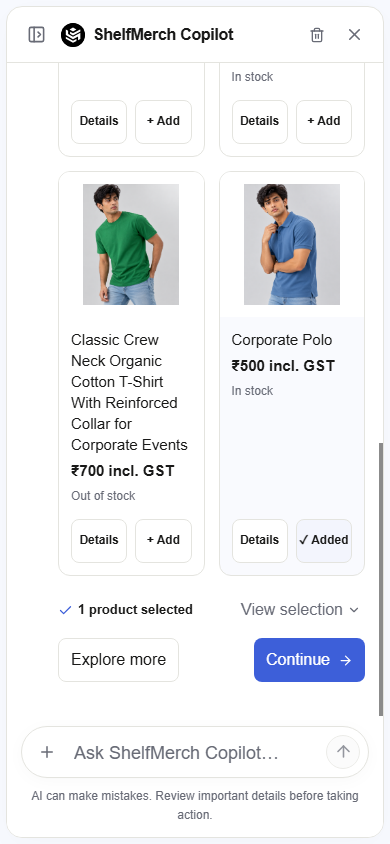 ShelfMerch Copilot
In stock
Details
+ Add
Details
+ Add
Classic Crew
Neck Organic
Cotton T-Shirt
With Reinforced
Collar for
Corporate Events
₹700 incl. GST
Out of stock
Details
+ Add
Corporate Polo
₹500 incl. GST
In stock
Details
✓ Added
1 product selected
View selection
Explore more
Continue →
+ Ask ShelfMerch Copilot…
AI can make mistakes. Review important details before taking
action.